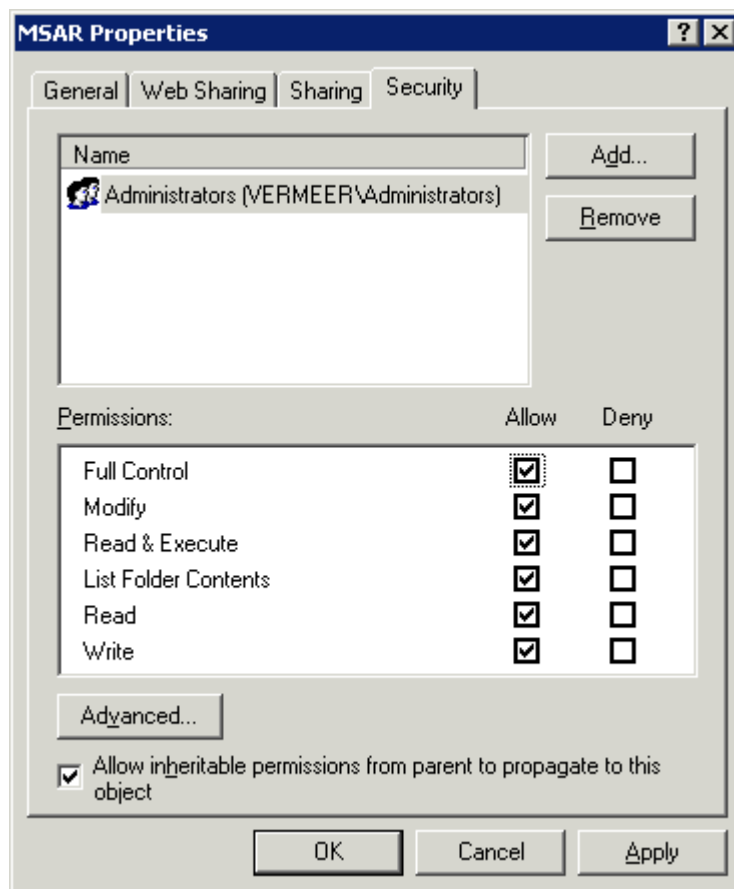 MSAR Properties
General Web Sharing Sharing Security
Name
Administrators (VERMEER\Administrators)
Add...
Remove
Permissions: Allow Deny
Full Control
Modify
Read & Execute
List Folder Contents
Read
Write
Advanced...
Allow inheritable permissions from parent to propagate to this
object
OK Cancel Apply